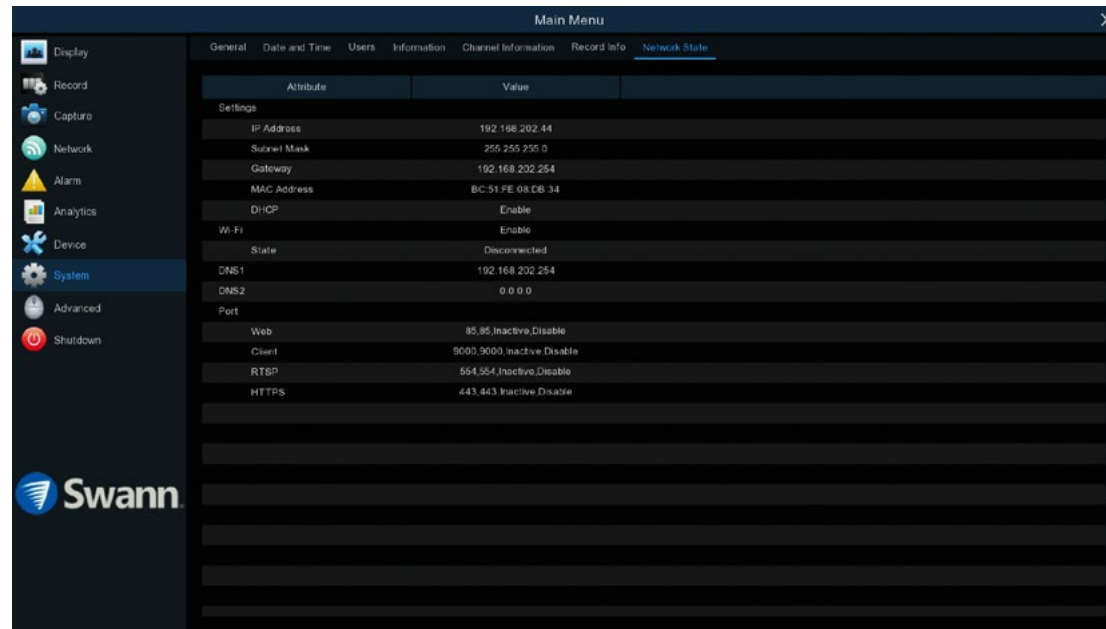 Main Menu
X
Display
Record
Capture
Network
Alarm
Analytics
Device
System
Advanced
Shutdown
Swann
General Date and Time Users Information Channel Information Record Info Network State
Attribute Value
Settings
IP Address 192.168.202.44
Subnet Mask 255.255.255.0
Gateway 192.168.202.254
MAC Address BC:51:FE:08:DB:34
DHCP Enable
Wi-Fi Enable
State Disconnected
DNS1 192.168.202.254
DNS2 0.0.0.0
Port
Web 85,85,Inactive,Disable
Client 9000,9000,Inactive,Disable
RTSP 554,554,Inactive,Disable
HTTPS 443,443,Inactive,Disable